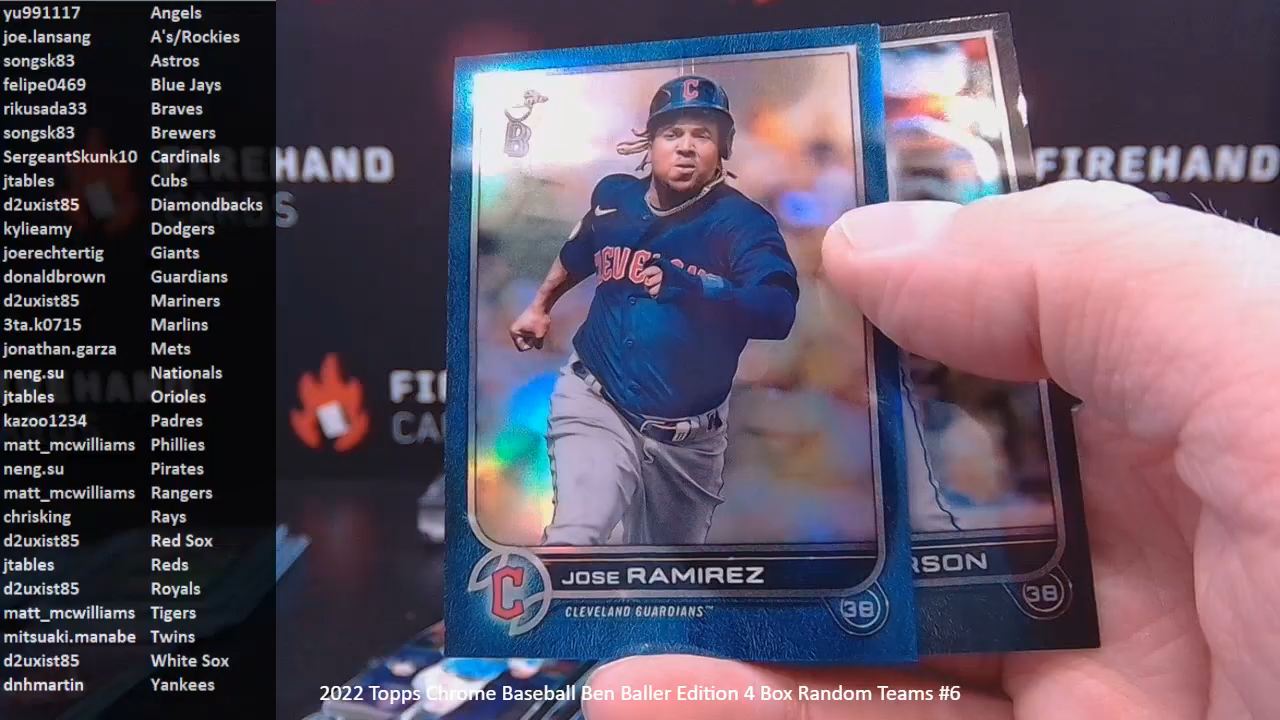 yu991117 Angels
joe.lansang A's/Rockies
songsk83 Astros
felipe0469 Blue Jays
rikusada33 Braves
songsk83 Brewers
SergeantSkunk10 Cardinals
jtables Cubs
d2uxist85 Diamondbacks
kylieamy Dodgers
joerechtertig Giants
donaldbrown Guardians
d2uxist85 Mariners
3ta.k0715 Marlins
jonathan.garza Mets
neng.su Nationals
jtables Orioles
kazoo1234 Padres
matt_mcwilliams Phillies
neng.su Pirates
matt_mcwilliams Rangers
chrisking Rays
d2uxist85 Red Sox
jtables Reds
d2uxist85 Royals
matt_mcwilliams Tigers
mitsuaki.manabe Twins
d2uxist85 White Sox
dnhmartin Yankees
FIREHAND
FIREHAND
B
C
C
JOSE RAMIREZ
CLEVELAND GUARDIANS™
38
RSON
38
2022 Topps Chrome Baseball Ben Baller Edition 4 Box Random Teams #6